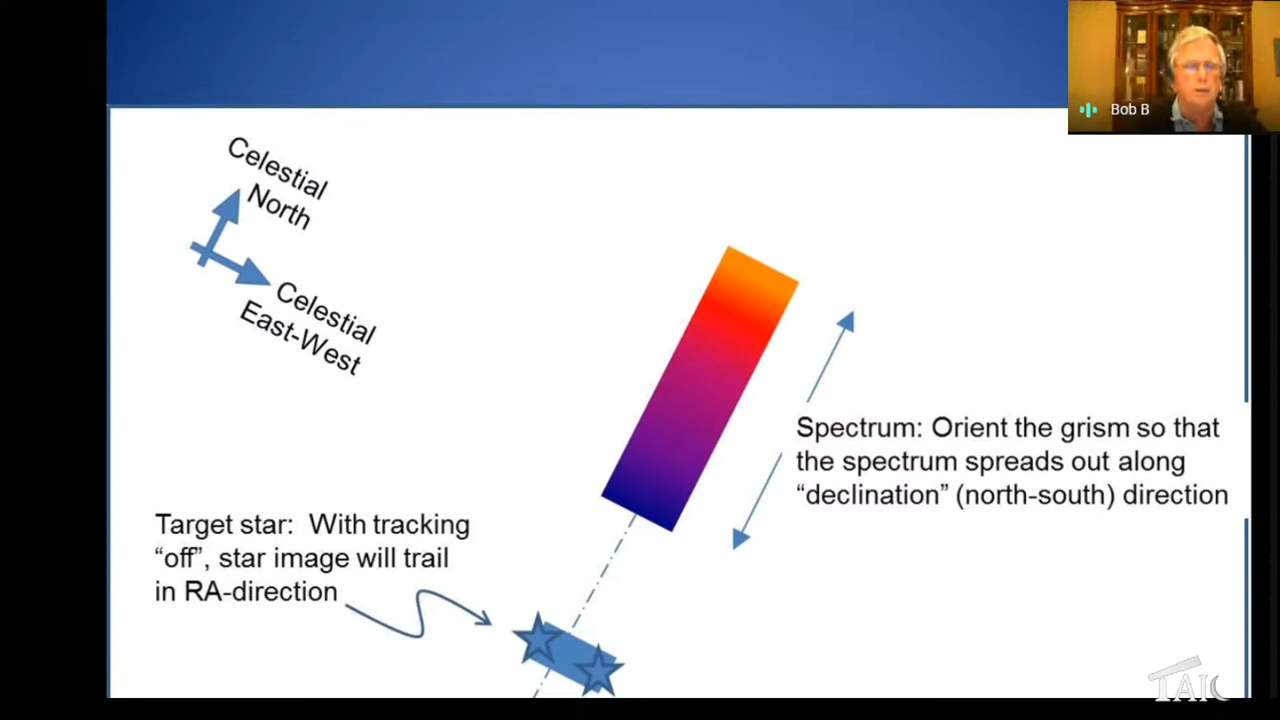 Bob B
Celestial
North
Celestial
East-West
Spectrum: Orient the grism so that
the spectrum spreads out along
“declination” (north-south) direction
Target star: With tracking
“off”, star image will trail
in RA-direction
TAIC